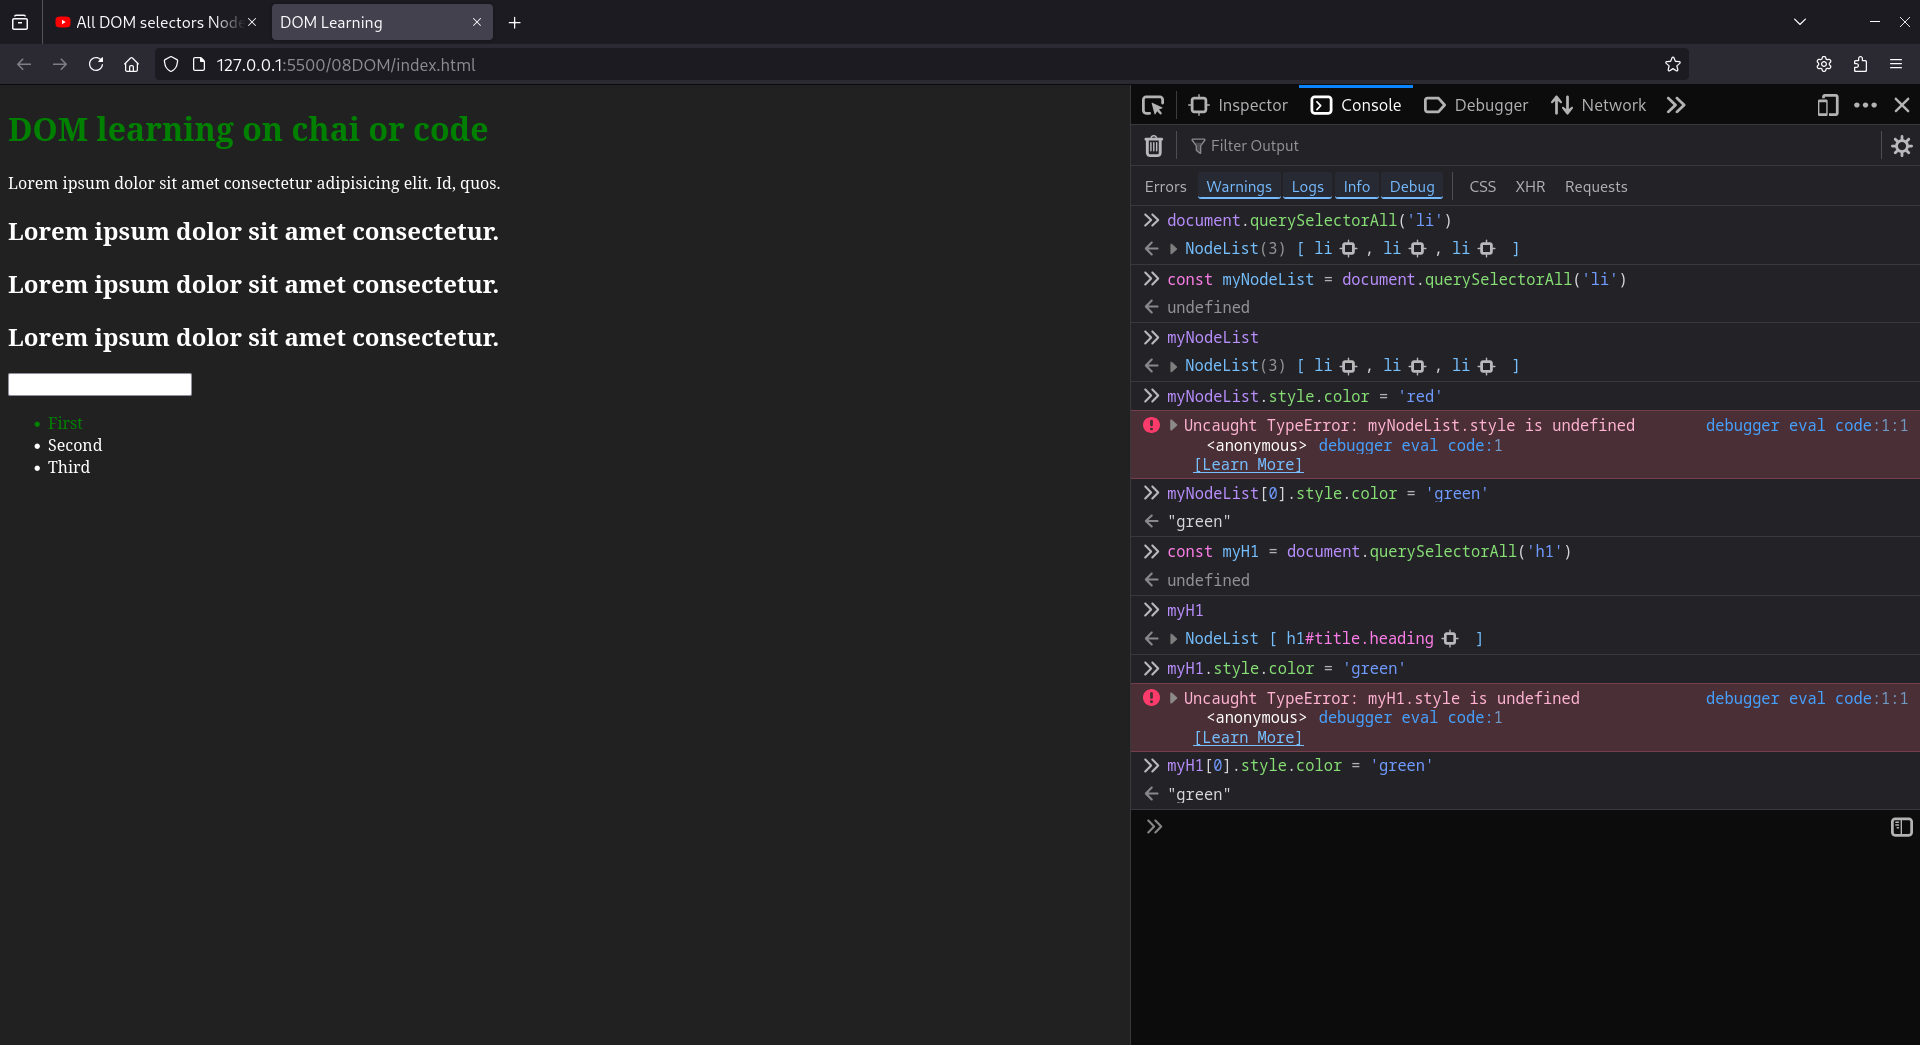 All DOM selectors Node
DOM Learning
127.0.0.1:5500/08DOM/index.html
DOM learning on chai or code
Lorem ipsum dolor sit amet consectetur adipisicing elit. Id, quos.
Lorem ipsum dolor sit amet consectetur.
Lorem ipsum dolor sit amet consectetur.
Lorem ipsum dolor sit amet consectetur.
First
Second
Third
Inspector Console Debugger Network
Filter Output
Errors Warnings Logs Info Debug CSS XHR Requests
document.querySelectorAll('li')
NodeList(3) [ li , li , li ]
const myNodeList = document.querySelectorAll('li')
undefined
myNodeList
NodeList(3) [ li , li , li ]
myNodeList.style.color = 'red'
Uncaught TypeError: myNodeList.style is undefined debugger eval code:1:1
<anonymous> debugger eval code:1
[Learn More]
myNodeList[0].style.color = 'green'
"green"
const myH1 = document.querySelectorAll('h1')
undefined
myH1
NodeList [ h1#title.heading ]
myH1.style.color = 'green'
Uncaught TypeError: myH1.style is undefined debugger eval code:1:1
<anonymous> debugger eval code:1
[Learn More]
myH1[0].style.color = 'green'
"green"